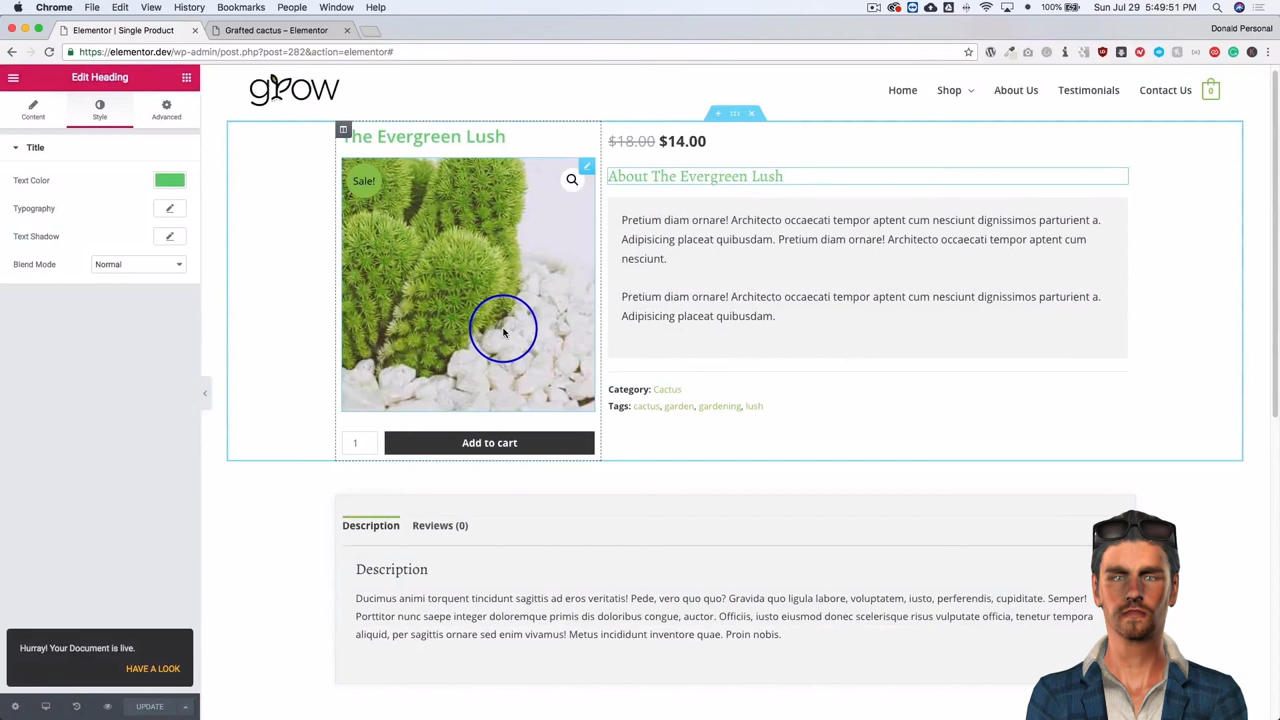 Chrome File Edit View History Bookmarks People Window Help
100% Sun Jul 29 5:49:51 PM
Elementor | Single Product
Grafted cactus – Elementor
Donald Personal
https://elementor.dev/wp-admin/post.php?post=282&action=elementor#
Edit Heading
Content
Style
Advanced
Title
Text Color
Typography
Text Shadow
Blend Mode
Normal
Hurray! Your Document is live.
HAVE A LOOK
UPDATE
grow
Home
Shop
About Us
Testimonials
Contact Us
0
The Evergreen Lush
Sale!
1
Add to cart
$18.00 $14.00
About The Evergreen Lush
Pretium diam ornare! Architecto occaecati tempor aptent cum nesciunt dignissimos parturient a.
Adipisicing placeat quibusdam. Pretium diam ornare! Architecto occaecati tempor aptent cum
nesciunt.
Pretium diam ornare! Architecto occaecati tempor aptent cum nesciunt dignissimos parturient a.
Adipisicing placeat quibusdam.
Category: Cactus
Tags: cactus, garden, gardening, lush
Description
Reviews (0)
Description
Ducimus animi torquent tincidunt sagittis ad eros veritatis! Pede, vero quo quo? Gravida quo ligula labore, voluptatem, iusto, perferendis, cupiditate. Semper!
Porttitor nunc saepe integer doloremque primis dis doloribus congue, auctor. Officiis, iusto eiusmod donec scelerisque risus vulputate officia, tenetur tempora
aliquid, per sagittis ornare sed enim vivamus! Metus incididunt inventore quae. Proin nobis.